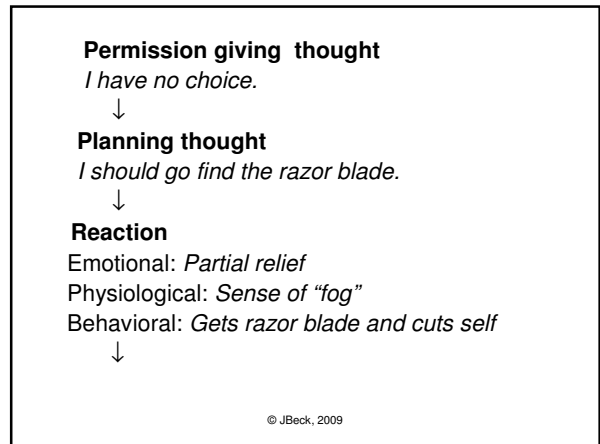 Permission giving thought
I have no choice.
↓
Planning thought
I should go find the razor blade.
↓
Reaction
Emotional: Partial relief
Physiological: Sense of “fog”
Behavioral: Gets razor blade and cuts self
↓
© JBeck, 2009